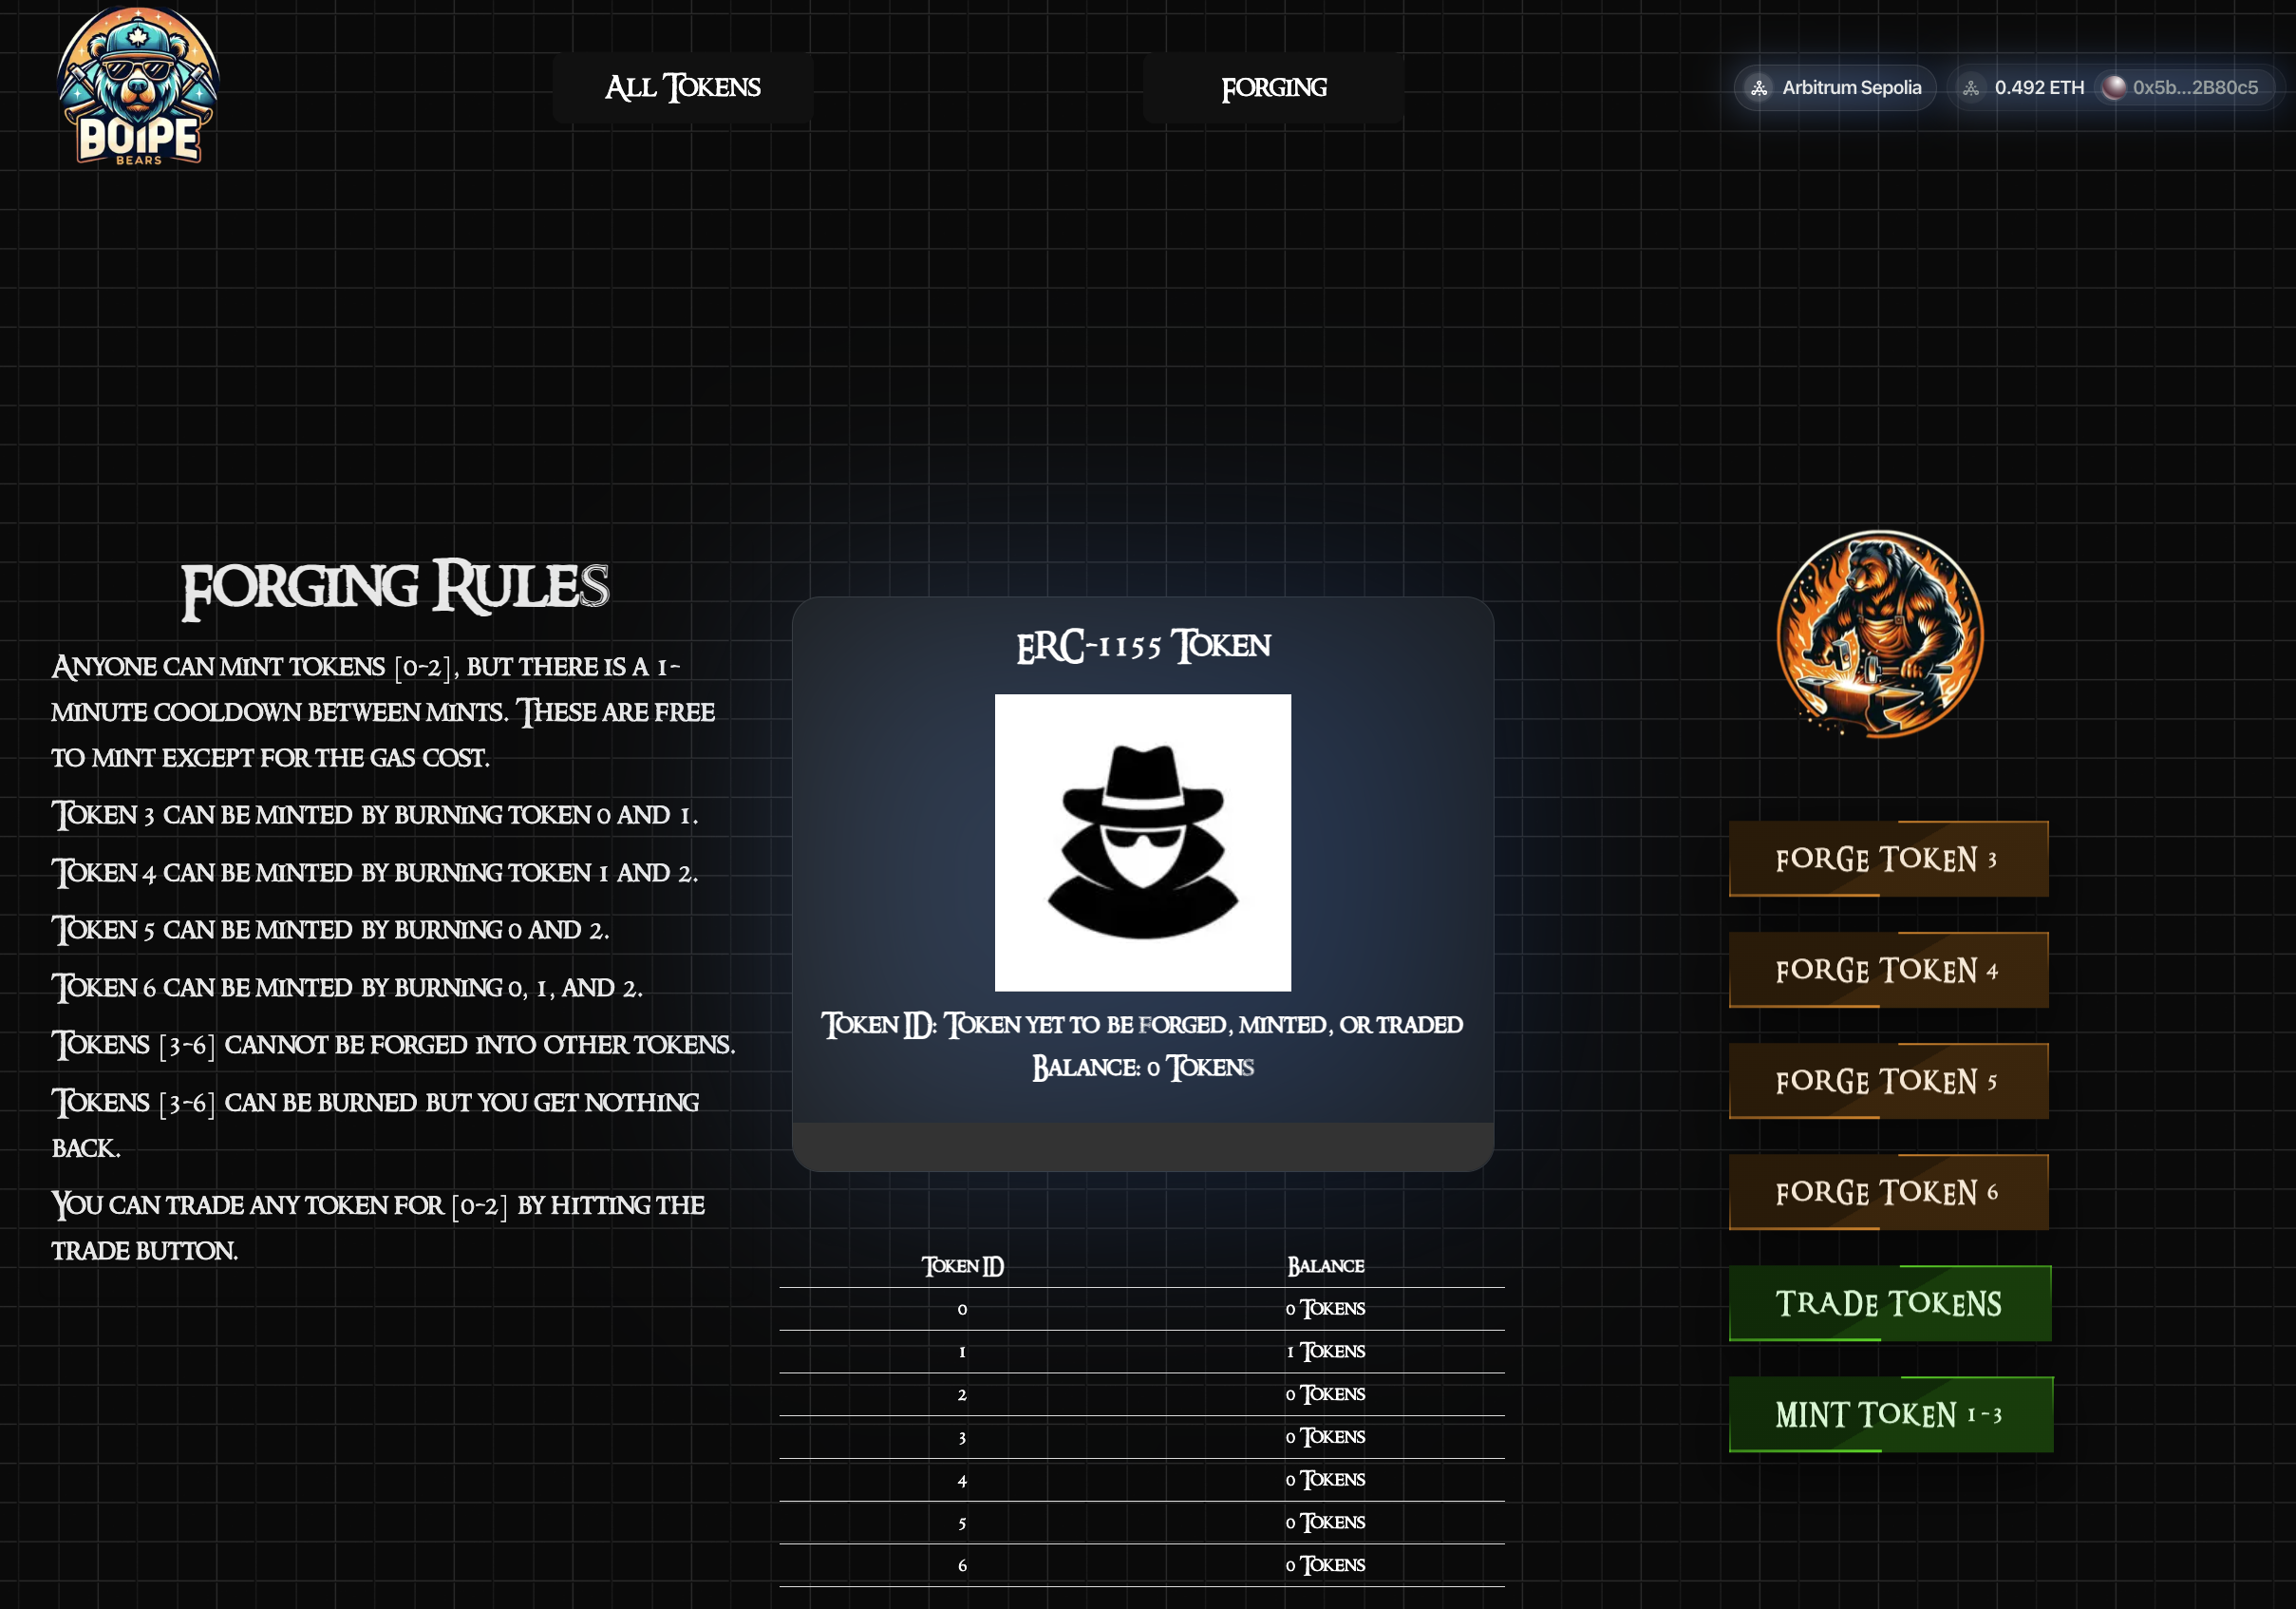 BOIPE
BEARS
All Tokens
Forging
Arbitrum Sepolia
0.492 ETH
0x5b...2B80c5
Forging Rules
Anyone can mint tokens [0-2], but there is a 1-
minute cooldown between mints. These are free
to mint except for the gas cost.
Token 3 can be minted by burning token 0 and 1.
Token 4 can be minted by burning token 1 and 2.
Token 5 can be minted by burning 0 and 2.
Token 6 can be minted by burning 0, 1, and 2.
Tokens [3-6] cannot be forged into other tokens.
Tokens [3-6] can be burned but you get nothing
back.
You can trade any token for [0-2] by hitting the
trade button.
ERC-1155 Token
Token ID: Token yet to be forged, minted, or traded
Balance: 0 Tokens
Token ID Balance
0 0 Tokens
1 1 Tokens
2 0 Tokens
3 0 Tokens
4 0 Tokens
5 0 Tokens
6 0 Tokens
FORGE TOKEN 3
FORGE TOKEN 4
FORGE TOKEN 5
FORGE TOKEN 6
TRADE TOKENS
MINT TOKEN 1-3